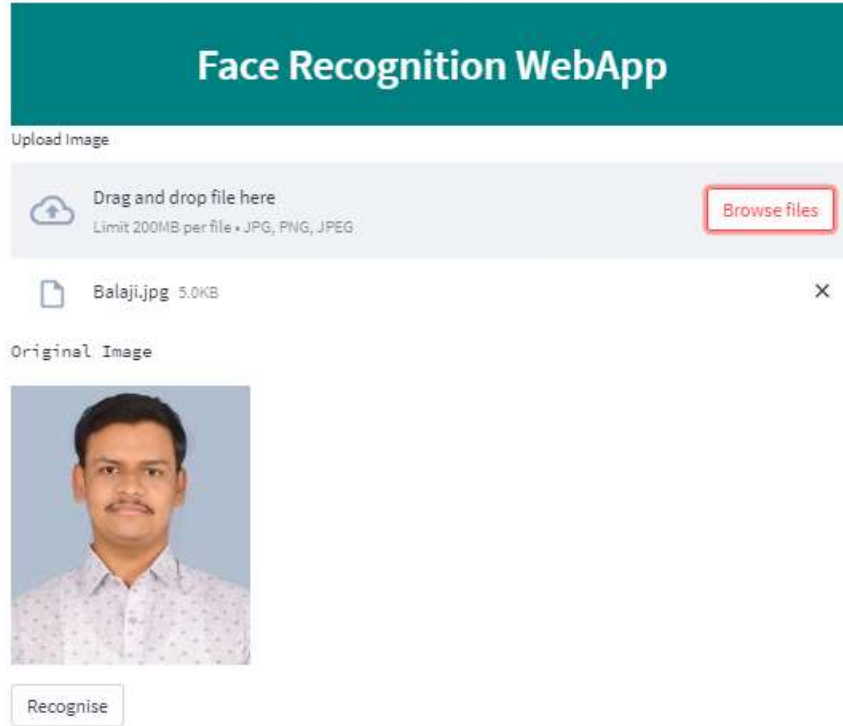 Face Recognition WebApp
Upload Image
Drag and drop file here
Browse files
Limit 200MB per file • JPG, PNG, JPEG
Balaji.jpg 5.0KB
Original Image
Recognise